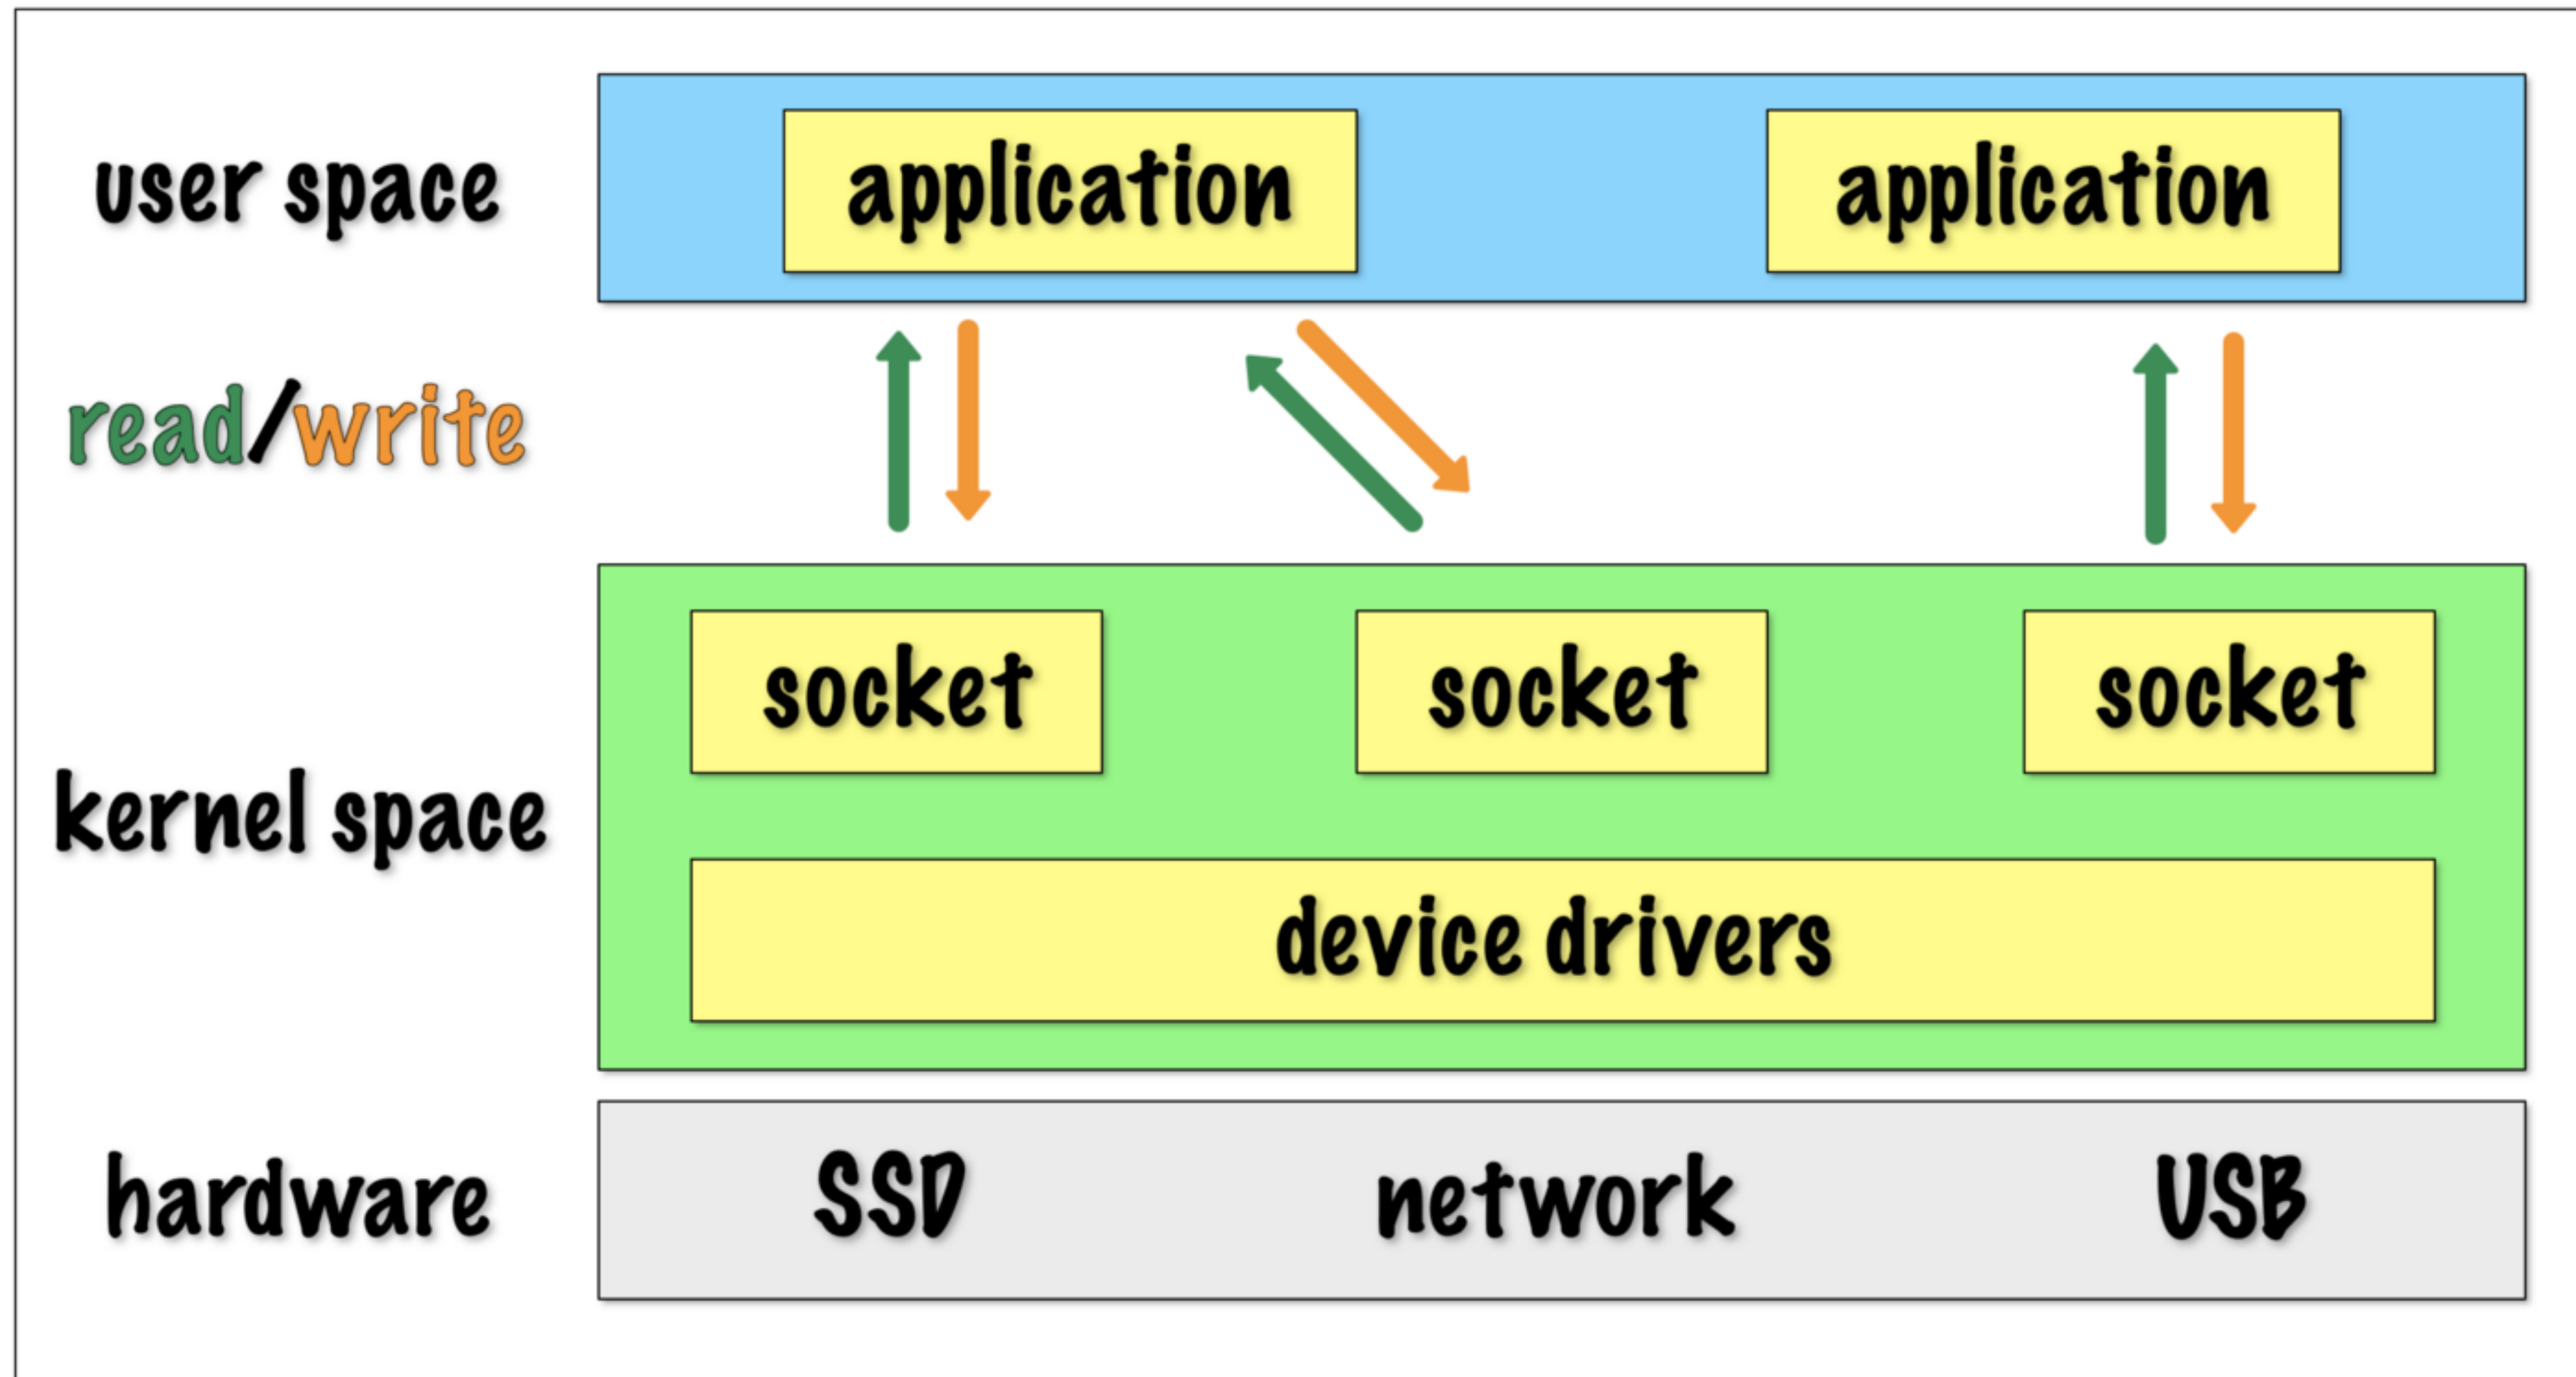 user space
application
application
read/write
kernel space
socket
socket
socket
device drivers
hardware
SSD
network
USB